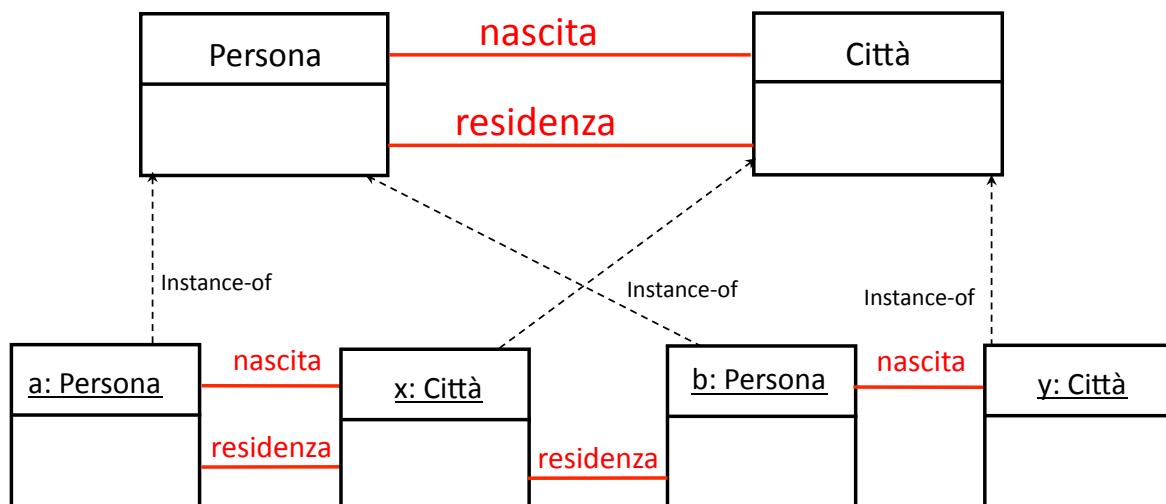 nascita
Persona
Città
residenza
Instance-of
Instance-of
Instance-of
a: Persona
nascita
x: Città
b: Persona
nascita
y: Città
residenza
residenza